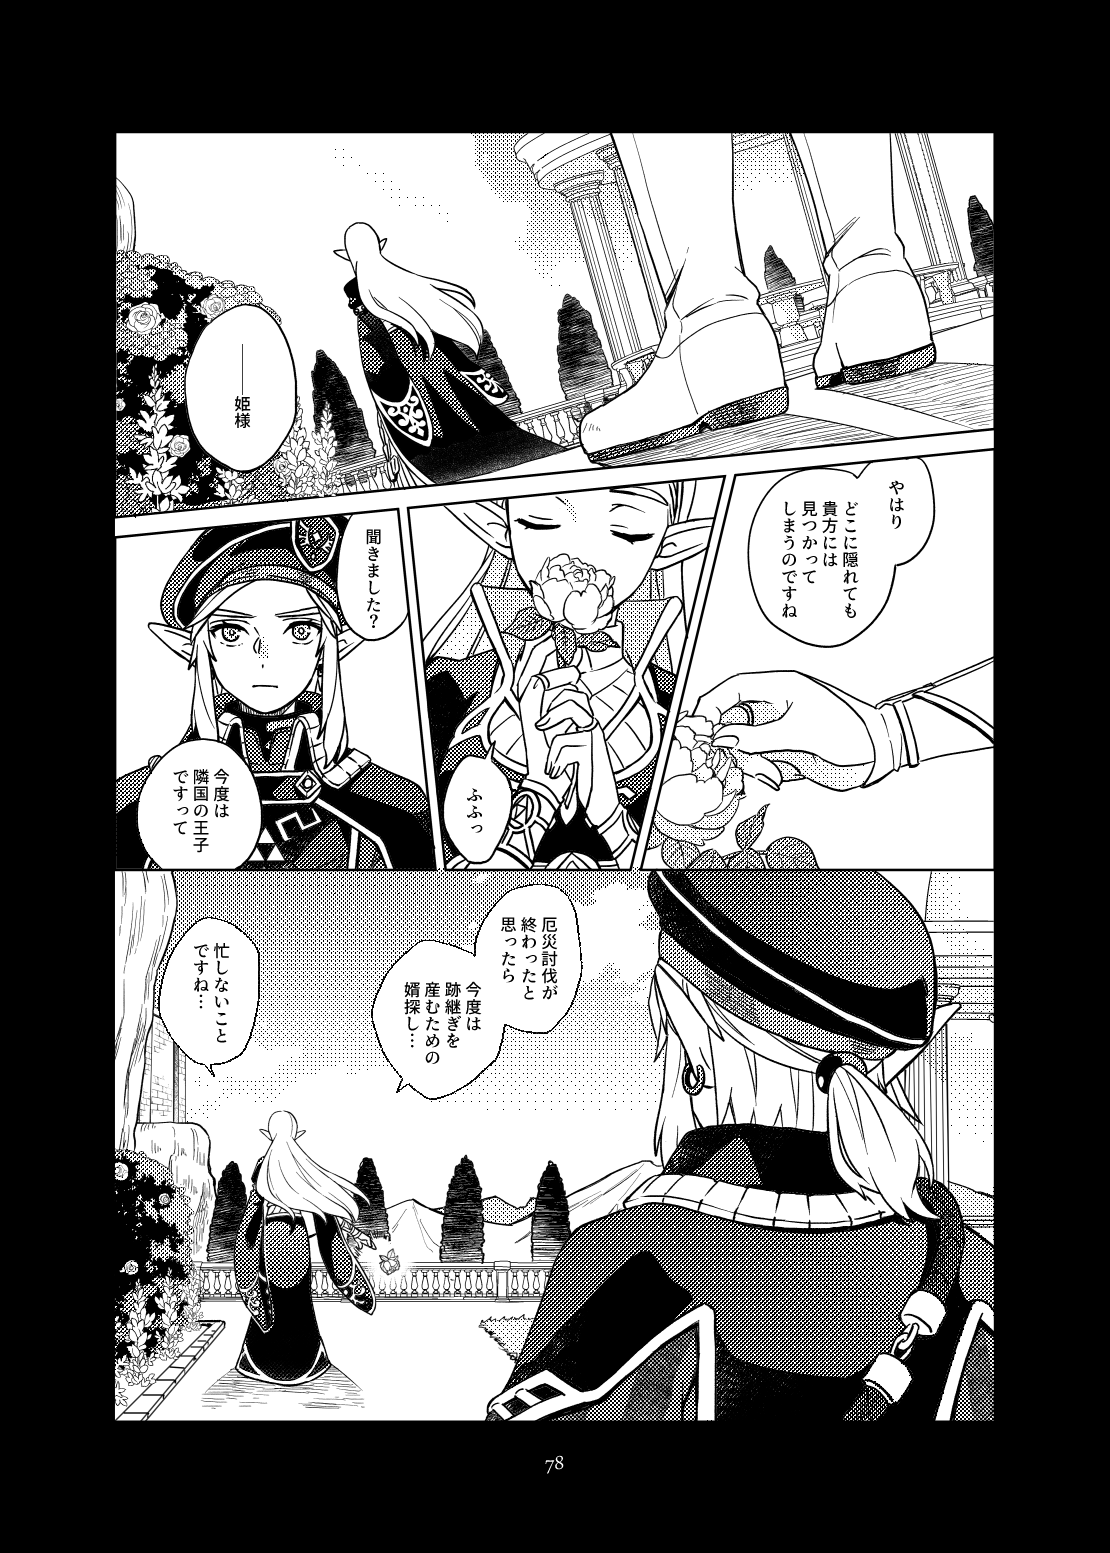 ――姫様
やはり
どこに隠れても
貴方には
見つかって
しまうのですね
ふふっ
聞きました?
今度は
隣国の王子
ですって
厄災討伐が
終わったと
思ったら
今度は
跡継ぎを
産むための
婿探し…
忙しないこと
ですね…
78